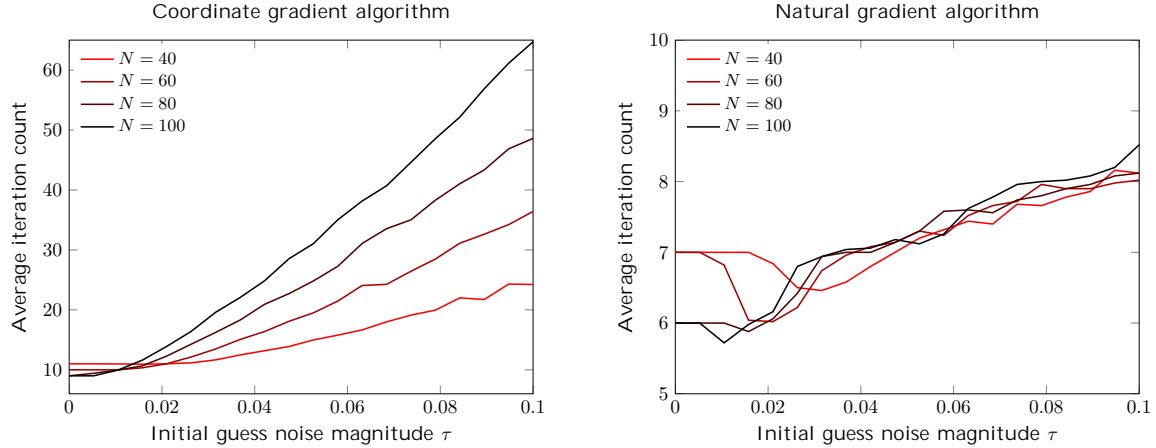 Coordinate gradient algorithm
60
50
40
30
20
10
0
0.02
0.04
0.06
0.08
0.1
Average iteration count
Initial guess noise magnitude τ
N = 40
N = 60
N = 80
N = 100
Natural gradient algorithm
10
9
8
7
6
5
0
0.02
0.04
0.06
0.08
0.1
Average iteration count
Initial guess noise magnitude τ
N = 40
N = 60
N = 80
N = 100